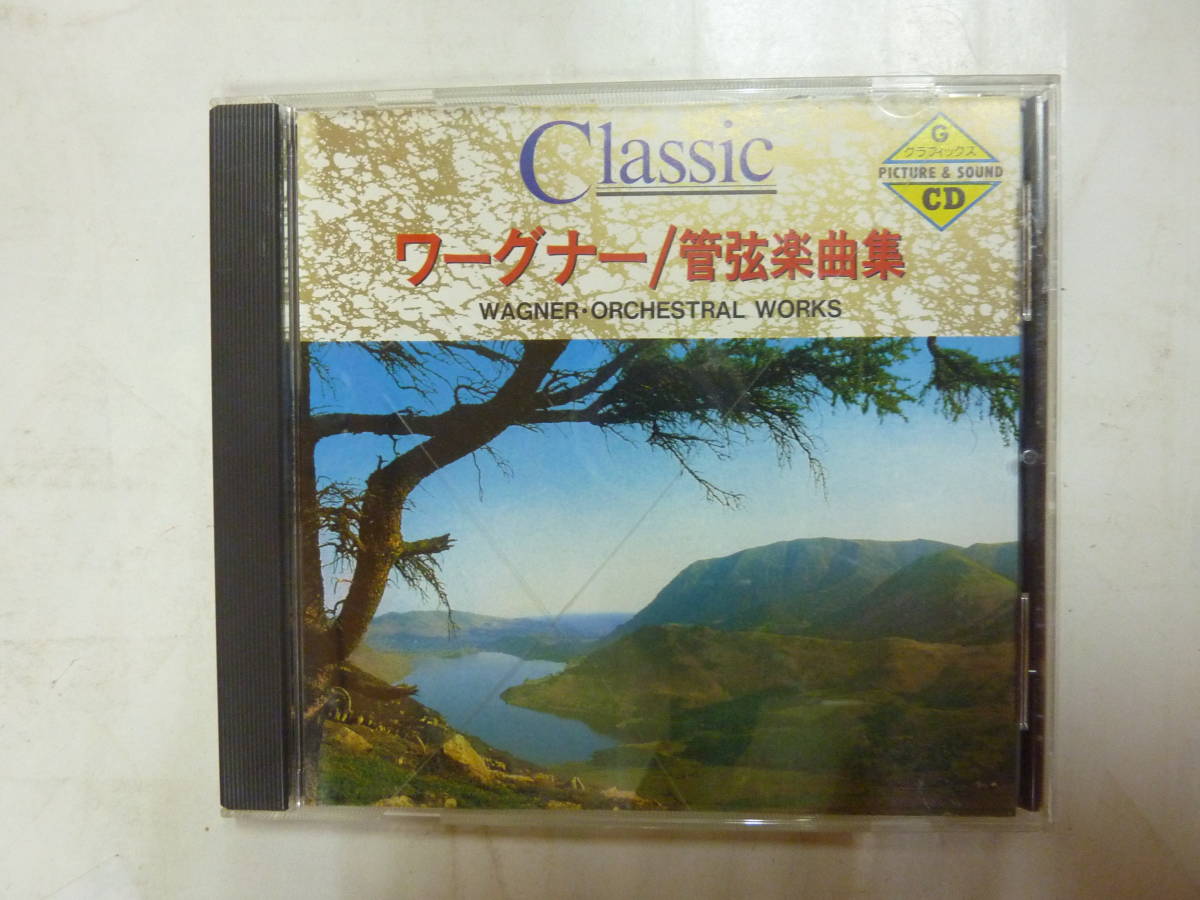 Classic
G
グラフィックス
PICTURE & SOUND
CD
ワーグナー/管弦楽曲集
WAGNER・ORCHESTRAL WORKS